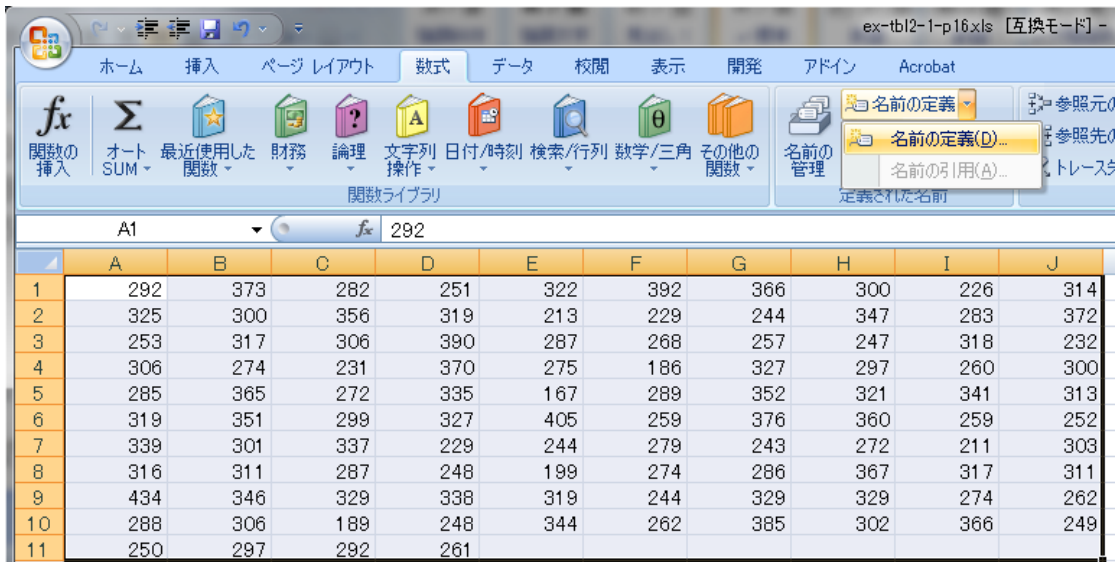 ex-tbl2-1-p16.xls [互換モード] -
ホーム 挿入 ページ レイアウト 数式 データ 校閲 表示 開発 アドイン Acrobat
fx 関数の挿入
Σ オート SUM
最近使用した関数
財務
論理
文字列操作
日付/時刻
検索/行列
数学/三角
その他の関数
関数ライブラリ
名前の管理
名前の定義
名前の定義(D)...
名前の引用(A)...
定義された名前
参照元の
参照先の
トレース
A1 fx 292
A B C D E F G H I J
1 292 373 282 251 322 392 366 300 226 314
2 325 300 356 319 213 229 244 347 283 372
3 253 317 306 390 287 268 257 247 318 232
4 306 274 231 370 275 186 327 297 260 300
5 285 365 272 335 167 289 352 321 341 313
6 319 351 299 327 405 259 376 360 259 252
7 339 301 337 229 244 279 243 272 211 303
8 316 311 287 248 199 274 286 367 317 311
9 434 346 329 338 319 244 329 329 274 262
10 288 306 189 248 344 262 385 302 366 249
11 250 297 292 261